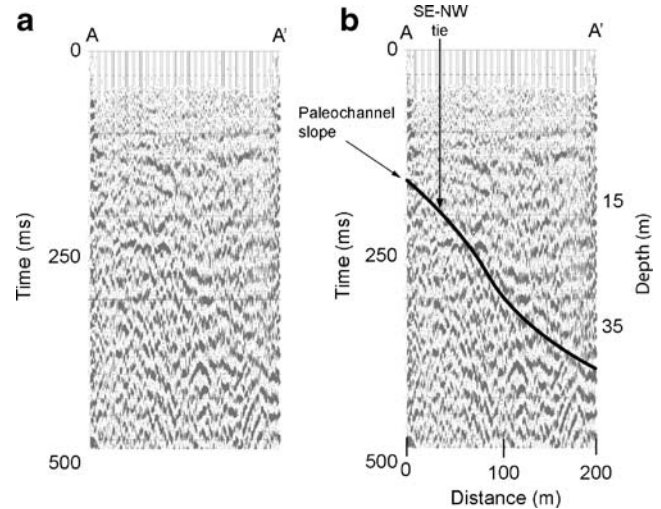 a
A
A'
0
250
500
Time (ms)
b
SE-NW
tie
A
A'
0
Paleochannel
slope
250
500
Time (ms)
15
35
Depth (m)
0
100
200
Distance (m)